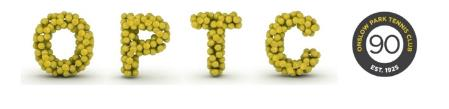 OPTC
ONSLOW PARK TENNIS CLUB
90
EST. 1925